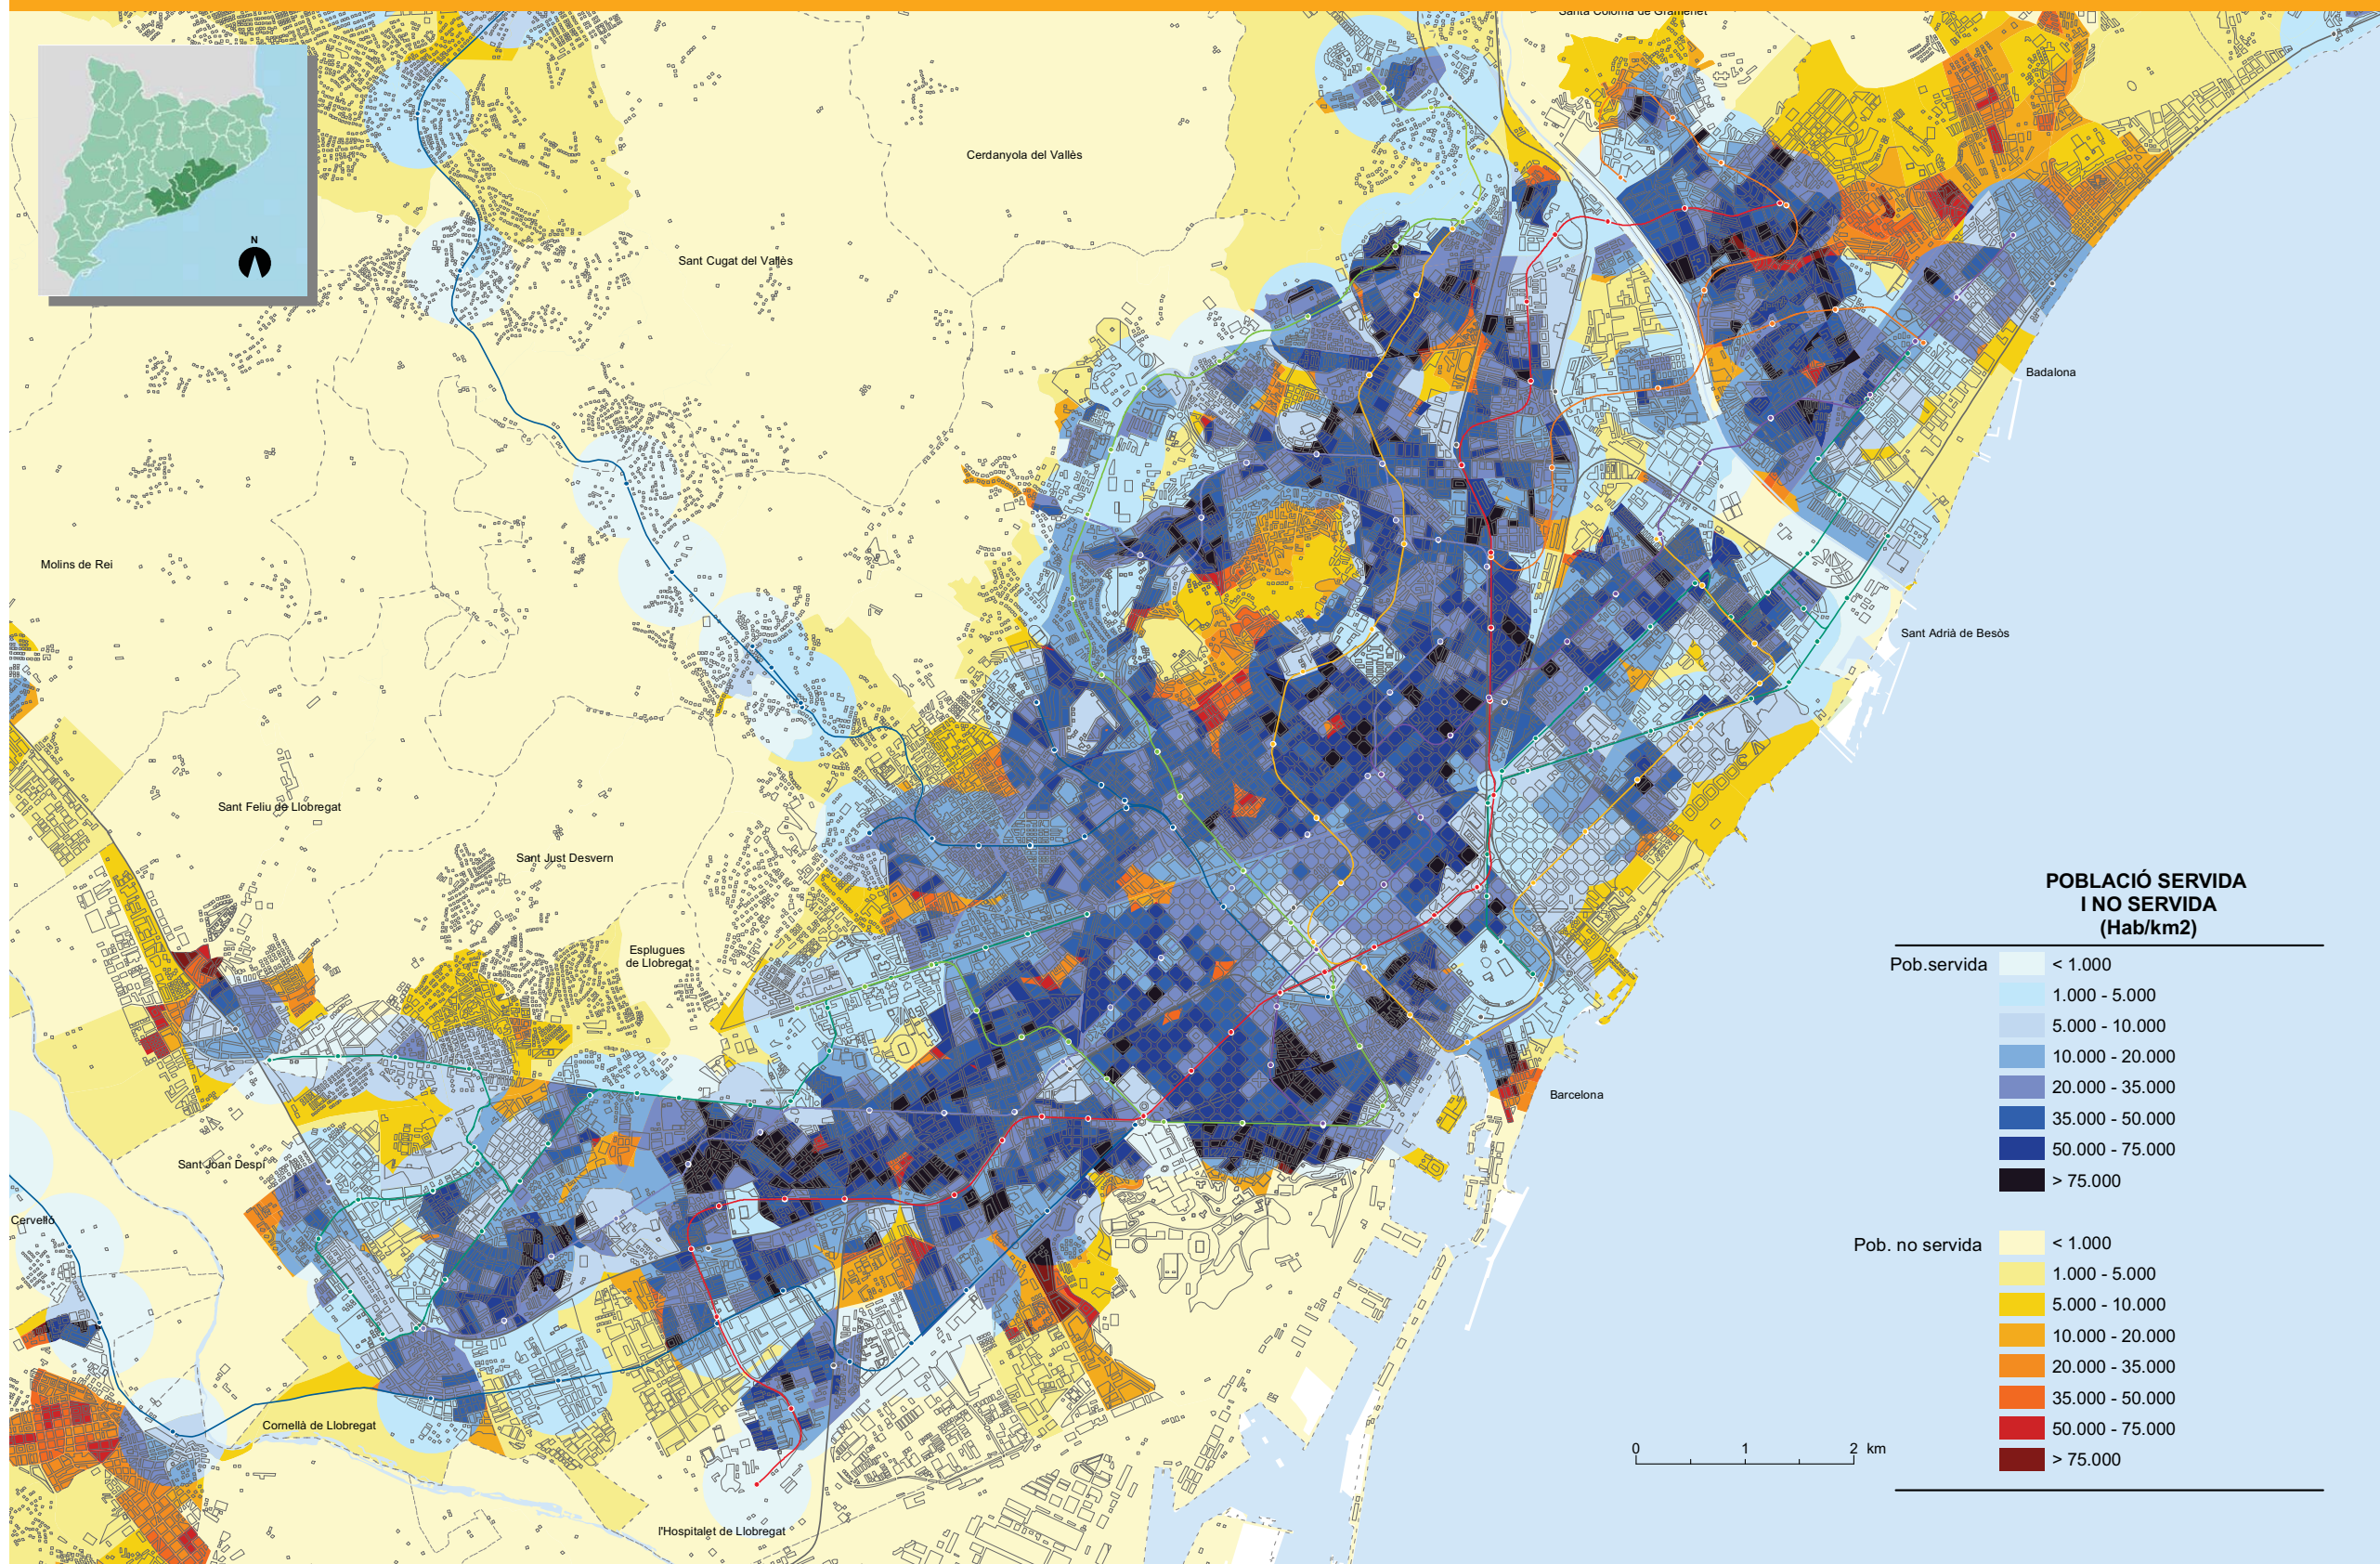 Santa Coloma de Gramenet
N
Cerdanyola del Vallès
Sant Cugat del Vallès
Badalona
Molins de Rei
Sant Adrià de Besòs
Sant Feliu de Llobregat
Sant Just Desvern
Esplugues
de Llobregat
Barcelona
Sant Joan Despí
Cervelló
Cornellà de Llobregat
l'Hospitalet de Llobregat
POBLACIÓ SERVIDA
I NO SERVIDA
(Hab/km2)
Pob.servida
< 1.000
1.000 - 5.000
5.000 - 10.000
10.000 - 20.000
20.000 - 35.000
35.000 - 50.000
50.000 - 75.000
> 75.000
Pob. no servida
< 1.000
1.000 - 5.000
5.000 - 10.000
10.000 - 20.000
20.000 - 35.000
35.000 - 50.000
50.000 - 75.000
> 75.000
0 1 2 km